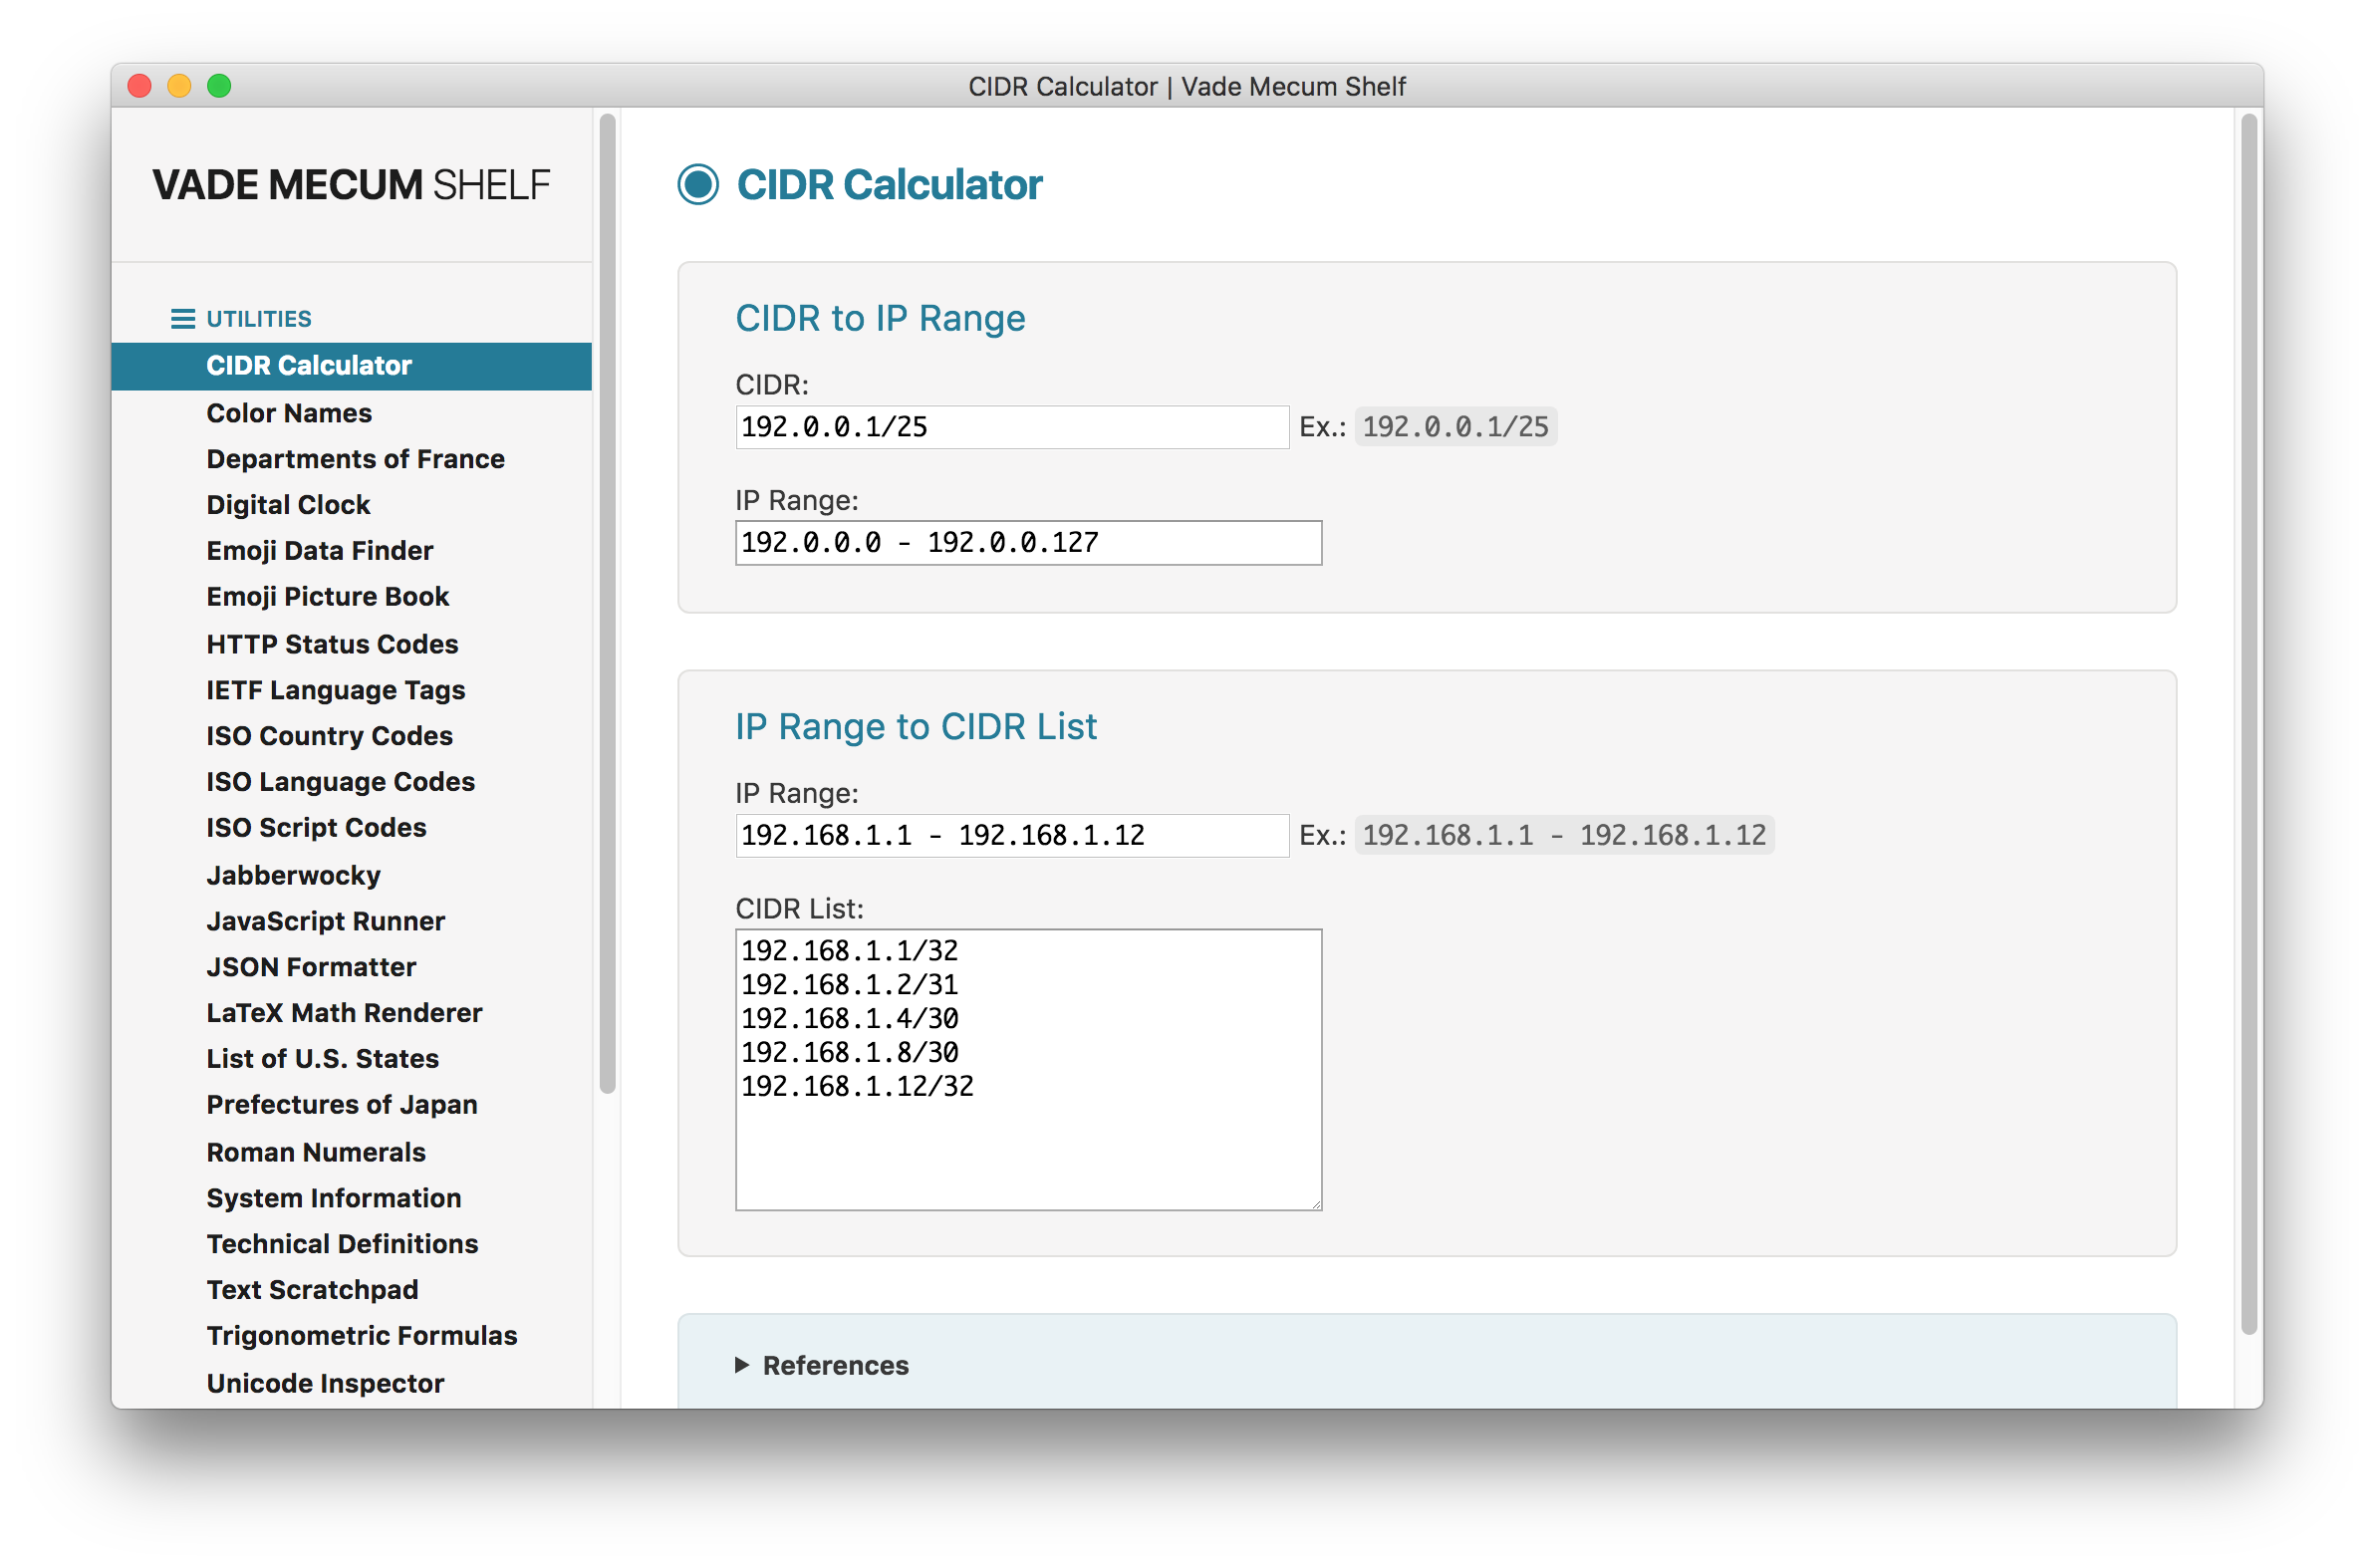 CIDR Calculator | Vade Mecum Shelf
VADE MECUM SHELF
UTILITIES
CIDR Calculator
Color Names
Departments of France
Digital Clock
Emoji Data Finder
Emoji Picture Book
HTTP Status Codes
IETF Language Tags
ISO Country Codes
ISO Language Codes
ISO Script Codes
Jabberwocky
JavaScript Runner
JSON Formatter
LaTeX Math Renderer
List of U.S. States
Prefectures of Japan
Roman Numerals
System Information
Technical Definitions
Text Scratchpad
Trigonometric Formulas
Unicode Inspector
CIDR Calculator
CIDR to IP Range
CIDR:
192.0.0.1/25 Ex.: 192.0.0.1/25
IP Range:
192.0.0.0 - 192.0.0.127
IP Range to CIDR List
IP Range:
192.168.1.1 - 192.168.1.12 Ex.: 192.168.1.1 - 192.168.1.12
CIDR List:
192.168.1.1/32
192.168.1.2/31
192.168.1.4/30
192.168.1.8/30
192.168.1.12/32
References